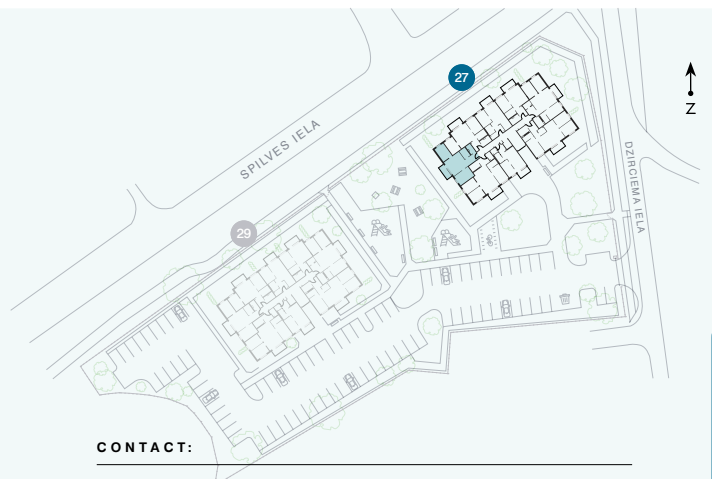 27
Z
SPILVES IELA
DZIRCIEMA IELA
29
CONTACT: